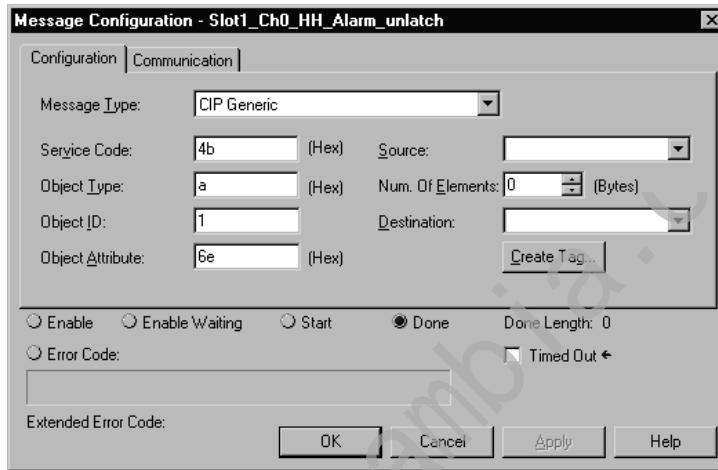 Message Configuration - Slot1_Ch0_HH_Alarm_unlatch
Configuration Communication
Message Type: CIP Generic
Service Code: 4b (Hex) Source:
Object Type: a (Hex) Num. Of Elements: 0 (Bytes)
Object ID: 1 Destination:
Object Attribute: 6e (Hex) Create Tag...
Enable Enable Waiting Start Done Done Length: 0
Error Code: Timed Out ←
Extended Error Code:
OK Cancel Apply Help